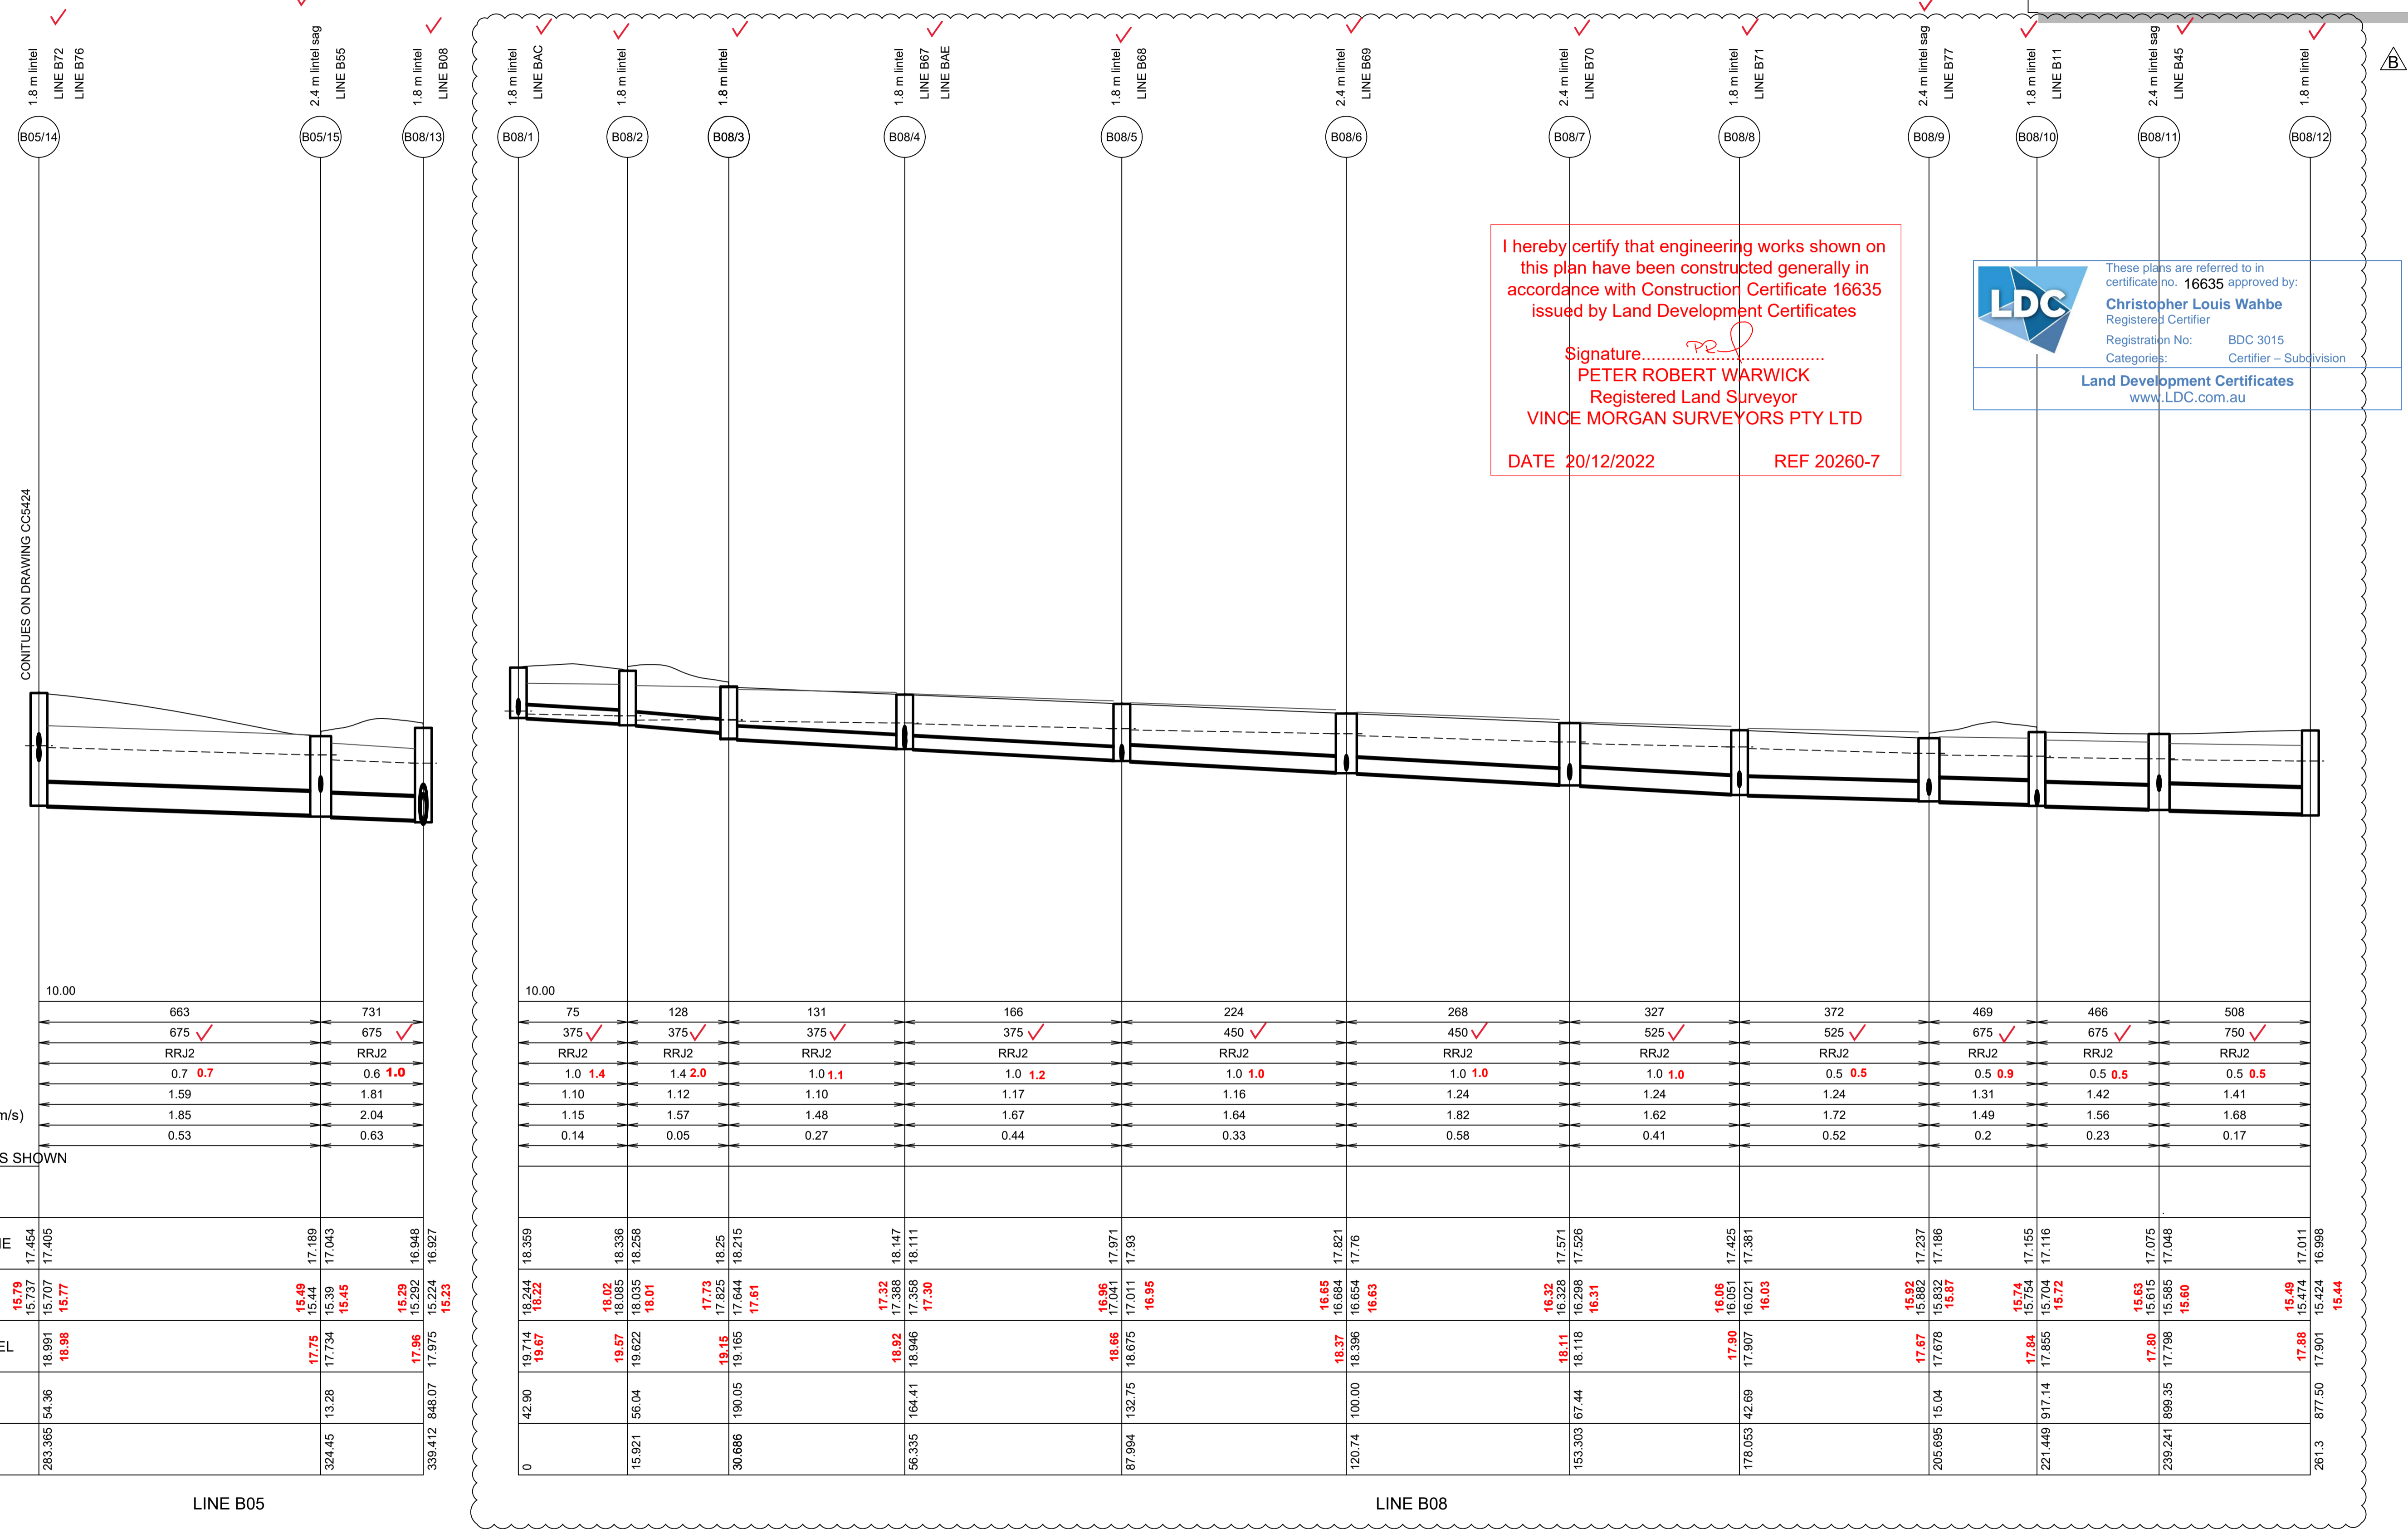 1.8 m lintel
LINE B72
LINE B76
2.4 m lintel sag
LINE B55
1.8 m lintel
LINE B08
1.8 m lintel
LINE BAC
1.8 m lintel
1.8 m lintel
1.8 m lintel
LINE B67
LINE BAE
1.8 m lintel
LINE B68
2.4 m lintel
LINE B69
2.4 m lintel
LINE B70
1.8 m lintel
LINE B71
2.4 m lintel sag
LINE B77
1.8 m lintel
LINE B11
2.4 m lintel sag
LINE B45
1.8 m lintel
B
B05/14 B05/15 B08/13 B08/1 B08/2 B08/3 B08/4 B08/5 B08/6 B08/7 B08/8 B08/9 B08/10 B08/11 B08/12
I hereby certify that engineering works shown on
this plan have been constructed generally in
accordance with Construction Certificate 16635
issued by Land Development Certificates
Signature....................................
PETER ROBERT WARWICK
Registered Land Surveyor
VINCE MORGAN SURVEYORS PTY LTD
DATE 20/12/2022 REF 20260-7
LDC
These plans are referred to in
certificate no. 16635 approved by:
Christopher Louis Wahbe
Registered Certifier
Registration No: BDC 3015
Categories: Certifier – Subdivision
Land Development Certificates
www.LDC.com.au
CONITUES ON DRAWING CC5424
10.00 10.00
663 731 75 128 131 166 224 268 327 372 469 466 508
675 675 375 375 375 375 450 450 525 525 675 675 750
RRJ2 RRJ2 RRJ2 RRJ2 RRJ2 RRJ2 RRJ2 RRJ2 RRJ2 RRJ2 RRJ2 RRJ2 RRJ2
0.7 0.7 0.6 1.0 1.0 1.4 1.4 2.0 1.0 1.1 1.0 1.2 1.0 1.0 1.0 1.0 1.0 1.0 0.5 0.5 0.5 0.9 0.5 0.5 0.5 0.5
1.59 1.81 1.10 1.12 1.10 1.17 1.16 1.24 1.24 1.24 1.31 1.42 1.41
m/s) 1.85 2.04 1.15 1.57 1.48 1.67 1.64 1.82 1.62 1.72 1.49 1.56 1.68
0.53 0.63 0.14 0.05 0.27 0.44 0.33 0.58 0.41 0.52 0.2 0.23 0.17
S SHOWN
17.454 17.405 17.189 17.043 16.948 16.927 18.359 18.336 18.258 18.25 18.215 18.147 18.111 17.971 17.93 17.821 17.76 17.571 17.526 17.425 17.381 17.237 17.186 17.155 17.116 17.075 17.048 17.011 16.998
15.79 15.737 15.707 15.77 15.49 15.44 15.39 15.45 15.29 15.292 15.224 15.23 18.244 18.22 18.02 18.085 18.035 18.01 17.73 17.825 17.644 17.61 17.32 17.388 17.358 17.30 16.96 17.041 17.011 16.95 16.65 16.684 16.654 16.63 16.32 16.328 16.298 16.31 16.06 16.051 16.021 16.03 15.92 15.882 15.832 15.87 15.74 15.754 15.704 15.72 15.63 15.615 15.585 15.60 15.49 15.474 15.424 15.44
EL 18.991 18.98 17.75 17.734 17.96 17.975 19.714 19.67 19.57 19.622 19.15 19.165 18.92 18.946 18.66 18.675 18.37 18.396 18.11 18.118 17.90 17.907 17.67 17.678 17.84 17.855 17.80 17.798 17.88 17.901
54.36 13.28 848.07 42.90 56.04 190.05 164.41 132.75 100.00 67.44 42.69 15.04 917.14 899.35 877.50
283.365 324.45 339.412 0 15.921 30.686 56.335 87.994 120.74 153.303 178.053 205.695 221.449 239.241 261.3
LINE B05 LINE B08